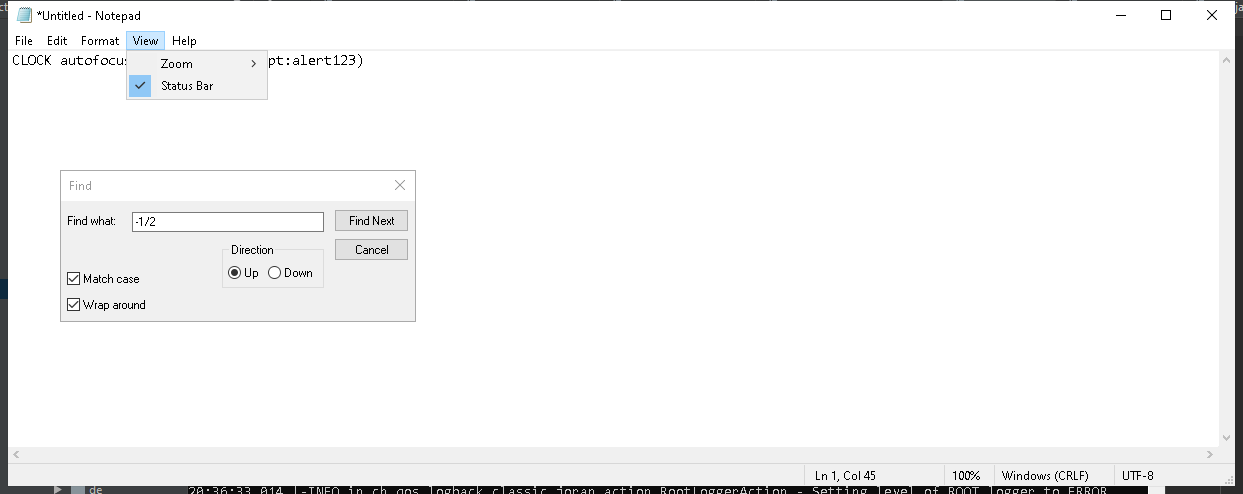 *Untitled - Notepad
File Edit Format View Help
CLOCK autofocus pt:alert123)
Zoom
Status Bar
Find
Find what: -1/2 Find Next
Direction Cancel
Up Down
Match case
Wrap around
Ln 1, Col 45 100% Windows (CRLF) UTF-8
de 20:36:33,014 |-INFO in ch.qos.logback.classic.joran.action.RootLoggerAction - Setting level of ROOT logger to ERROR